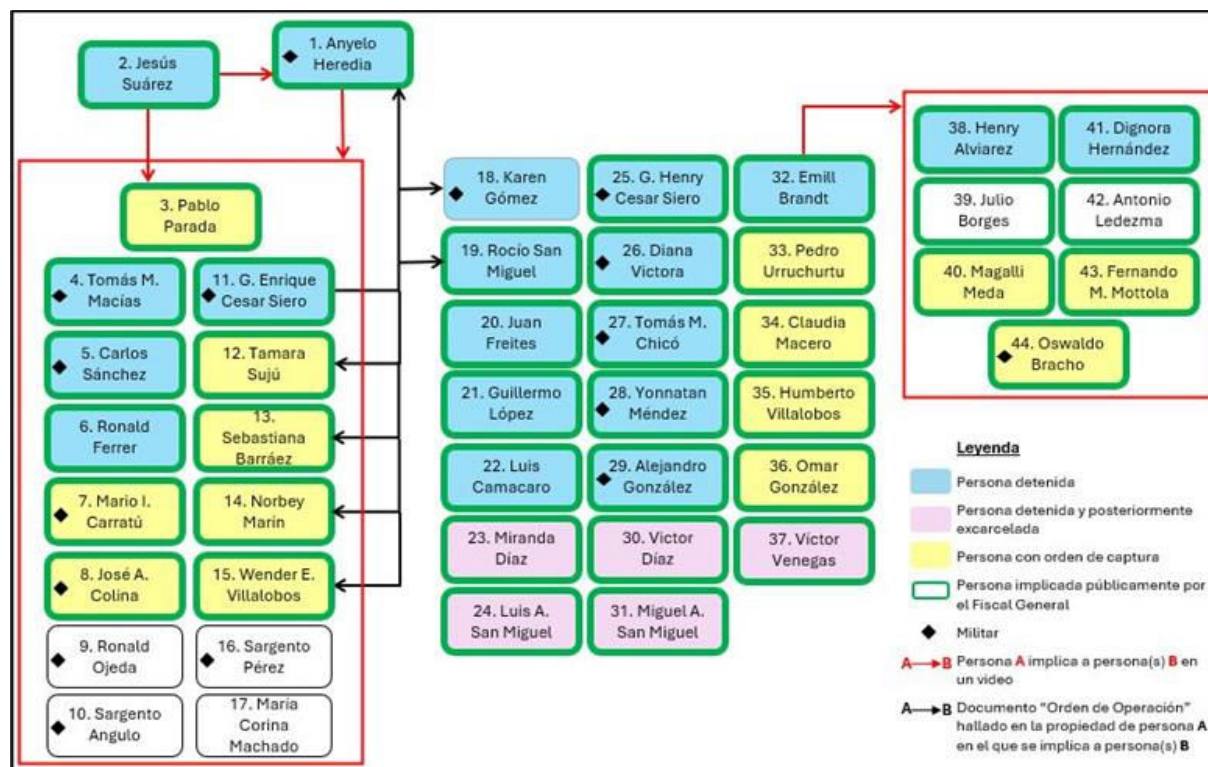 1. Anyelo
Heredia
2. Jesús
Suárez
3. Pablo
Parada
4. Tomás M.
Macías
11. G. Enrique
Cesar Siero
5. Carlos
Sánchez
12. Tamara
Sujú
6. Ronald
Ferrer
13.
Sebastiana
Barráez
7. Mario I.
Carratú
14. Norbey
Marín
8. José A.
Colina
15. Wender E.
Villalobos
9. Ronald
Ojeda
16. Sargento
Pérez
10. Sargento
Angulo
17. María
Corina
Machado
18. Karen
Gómez
25. G. Henry
Cesar Siero
32. Emill
Brandt
19. Rocío San
Miguel
26. Diana
Victora
33. Pedro
Urruchurtu
20. Juan
Freites
27. Tomás M.
Chicó
34. Claudia
Macero
21. Guillermo
López
28. Yonnatan
Méndez
35. Humberto
Villalobos
22. Luis
Camacaro
29. Alejandro
González
36. Omar
González
23. Miranda
Díaz
30. Victor
Díaz
37. Víctor
Venegas
24. Luis A.
San Miguel
31. Miguel A.
San Miguel
38. Henry
Alviarez
41. Dignora
Hernández
39. Julio
Borges
42. Antonio
Ledezma
40. Magalli
Meda
43. Fernando
M. Mottola
44. Oswaldo
Bracho
Leyenda
Persona detenida
Persona detenida y posteriormente
excarcelada
Persona con orden de captura
Persona implicada públicamente por
el Fiscal General
Militar
A B Persona A implica a persona(s) B en
un video
A B Documento “Orden de Operación”
hallado en la propiedad de persona A
en el que se implica a persona(s) B